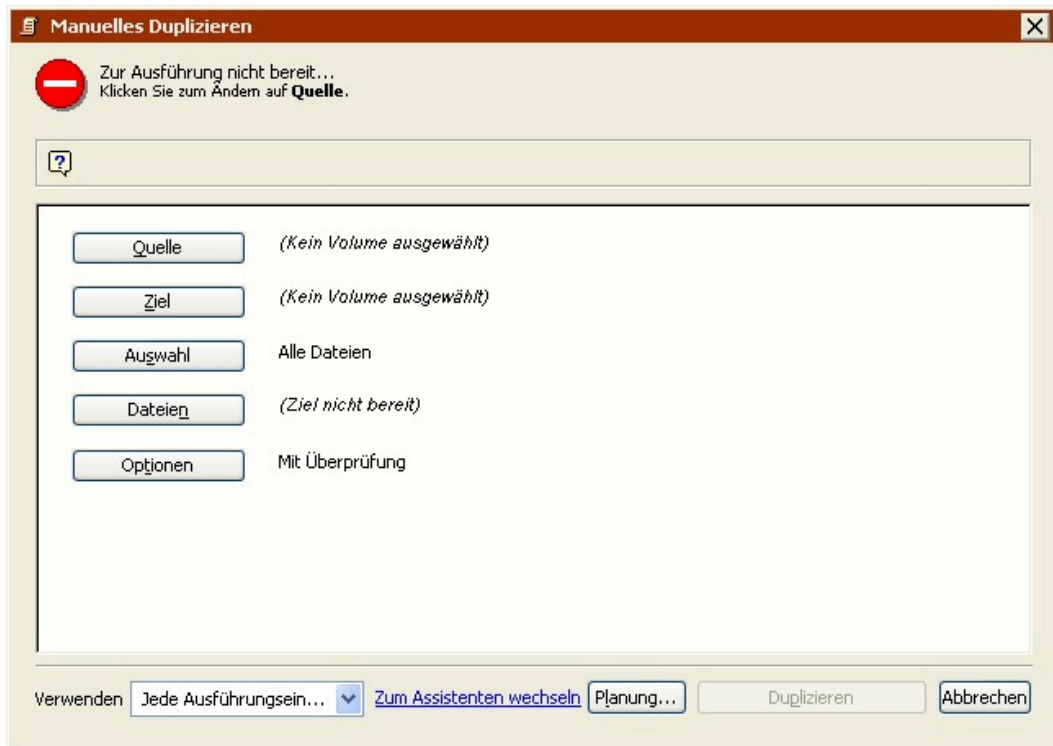 Manuelles Duplizieren
Zur Ausführung nicht bereit...
Klicken Sie zum Ändern auf Quelle.
Quelle (Kein Volume ausgewählt)
Ziel (Kein Volume ausgewählt)
Auswahl Alle Dateien
Dateien (Ziel nicht bereit)
Optionen Mit Überprüfung
Verwenden Jede Ausführungsein... Zum Assistenten wechseln Planung... Duplizieren Abbrechen